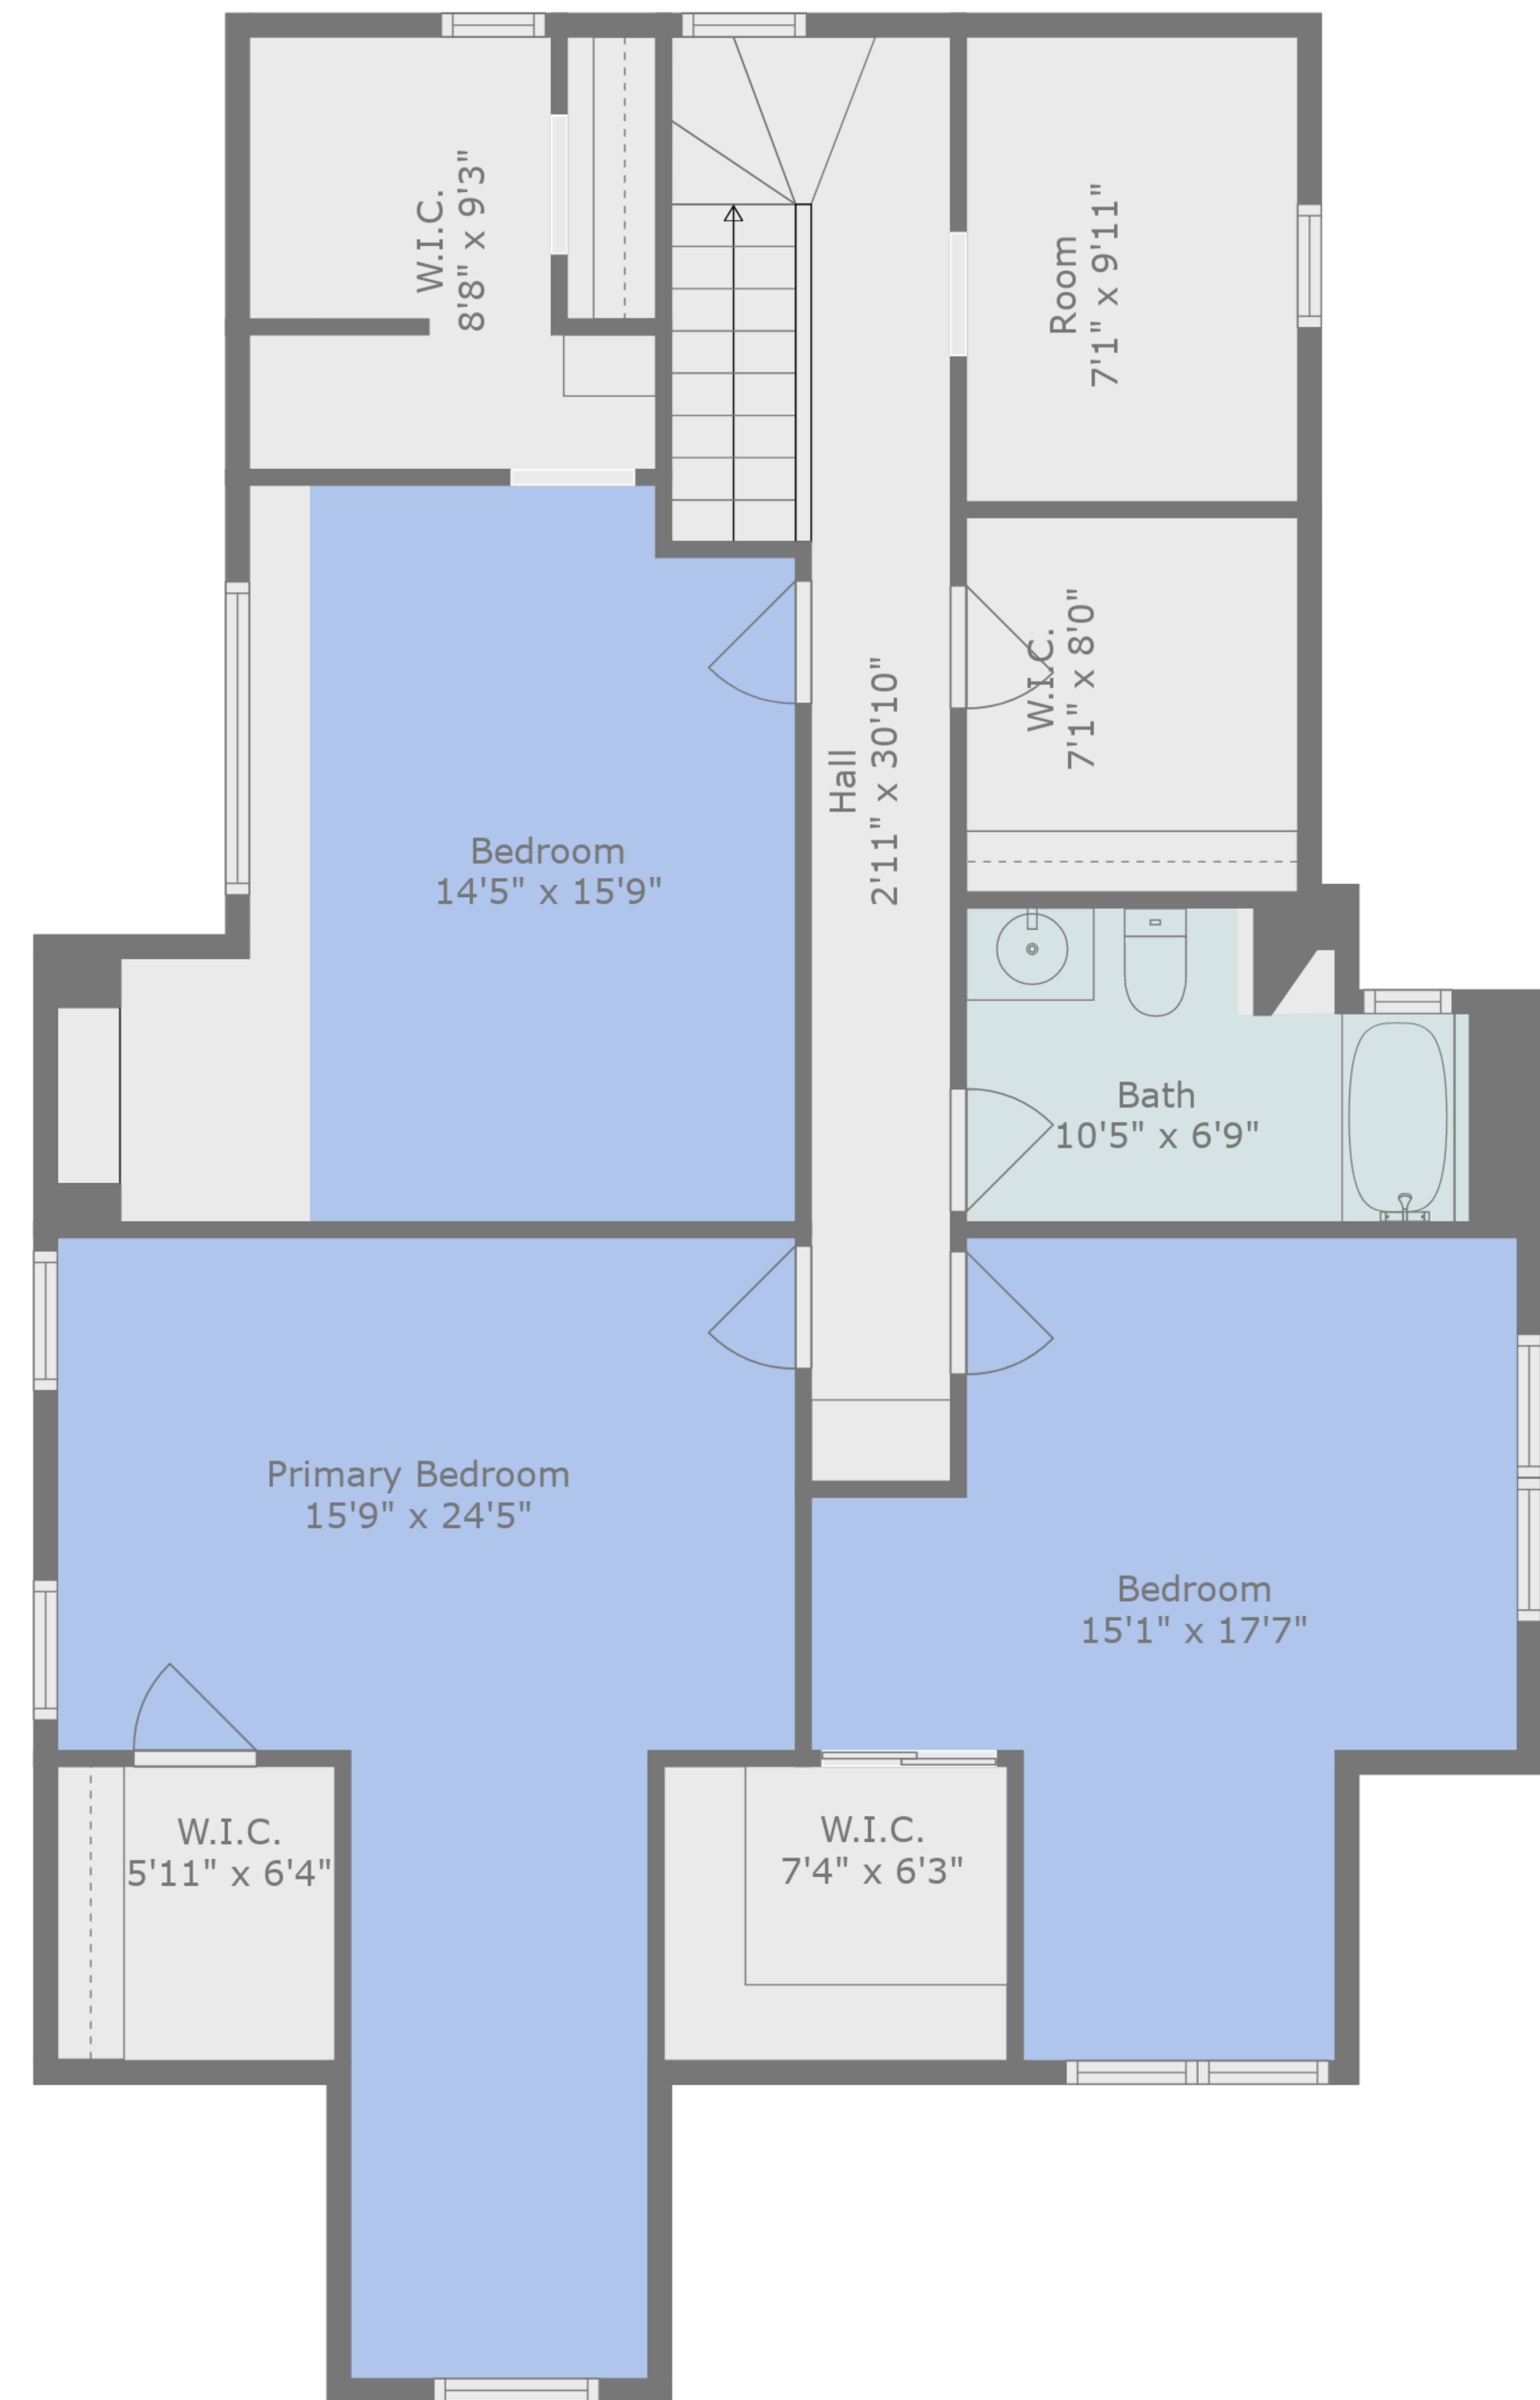 W.I.C.
8'8" x 9'3"
Room
7'1" x 9'11"
W.I.C.
7'1" x 8'0"
Hall
2'11" x 30'10"
Bedroom
14'5" x 15'9"
Bath
10'5" x 6'9"
Primary Bedroom
15'9" x 24'5"
Bedroom
15'1" x 17'7"
W.I.C.
5'11" x 6'4"
W.I.C.
7'4" x 6'3"